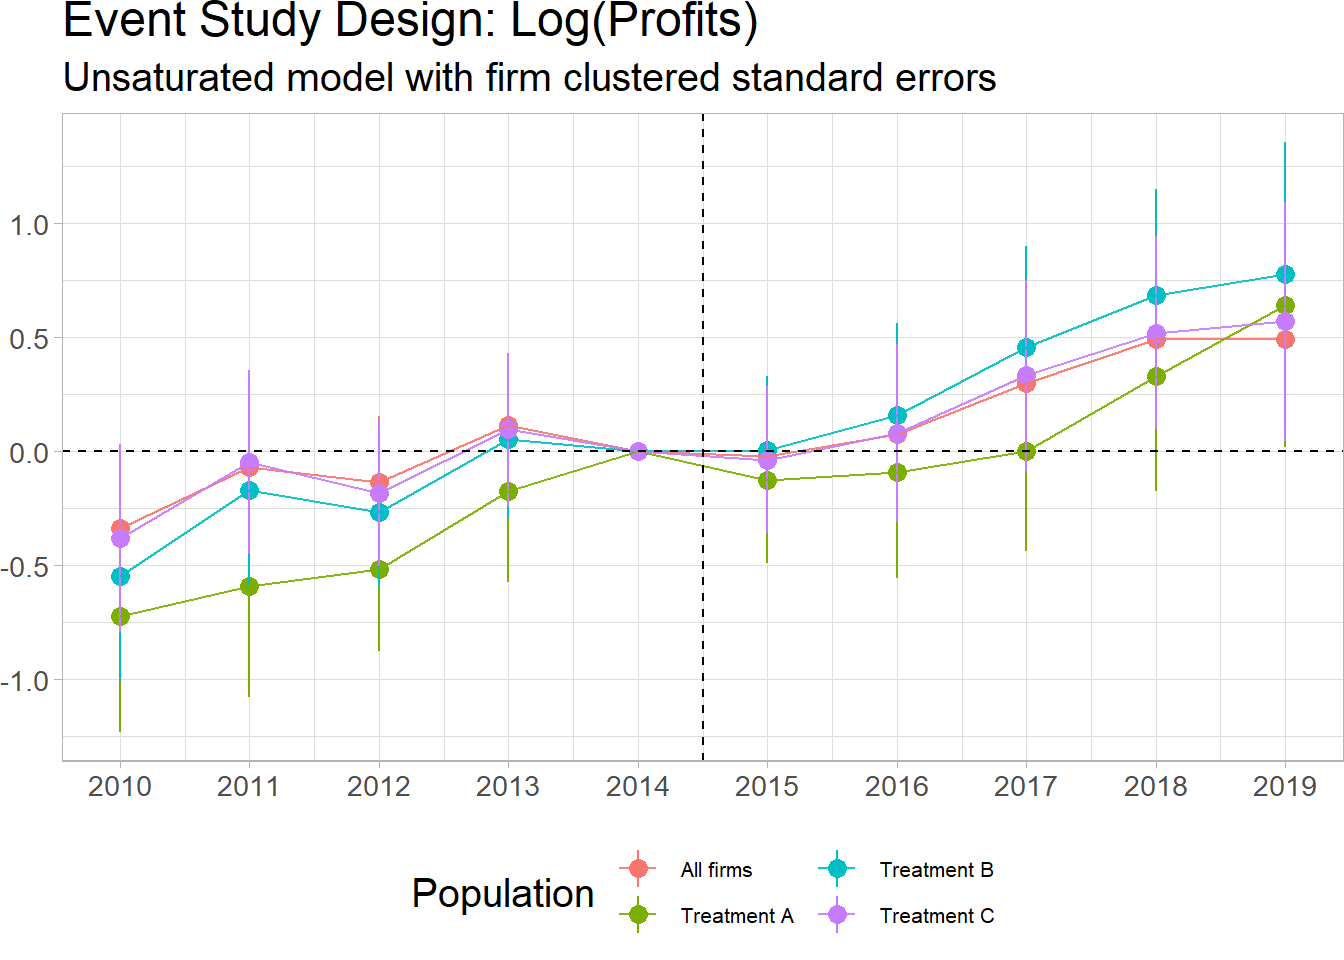 Event Study Design: Log(Profits)
Unsaturated model with firm clustered standard errors
1.0
0.5
0.0
-0.5
-1.0
2010 2011 2012 2013 2014 2015 2016 2017 2018 2019
Population
All firms
Treatment A
Treatment B
Treatment C